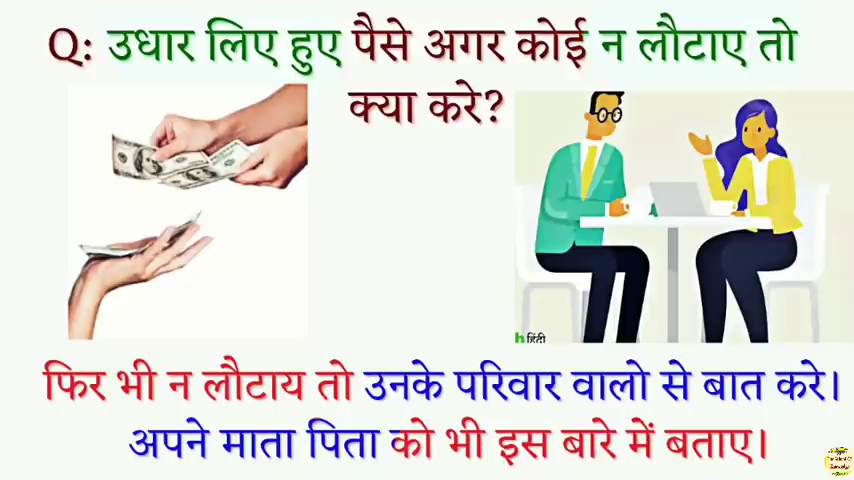 Q: उधार लिए हुए पैसे अगर कोई न लौटाए तो
क्या करे?
हिंदी
फिर भी न लौटाय तो उनके परिवार वालो से बात करे।
अपने माता पिता को भी इस बारे में बताए।